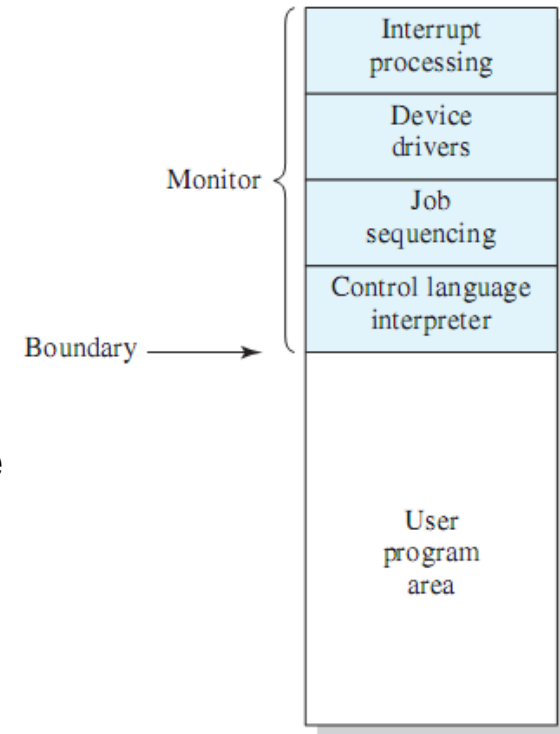 Interrupt
processing
Device
drivers
Monitor
Job
sequencing
Control language
interpreter
Boundary
e
User
program
area